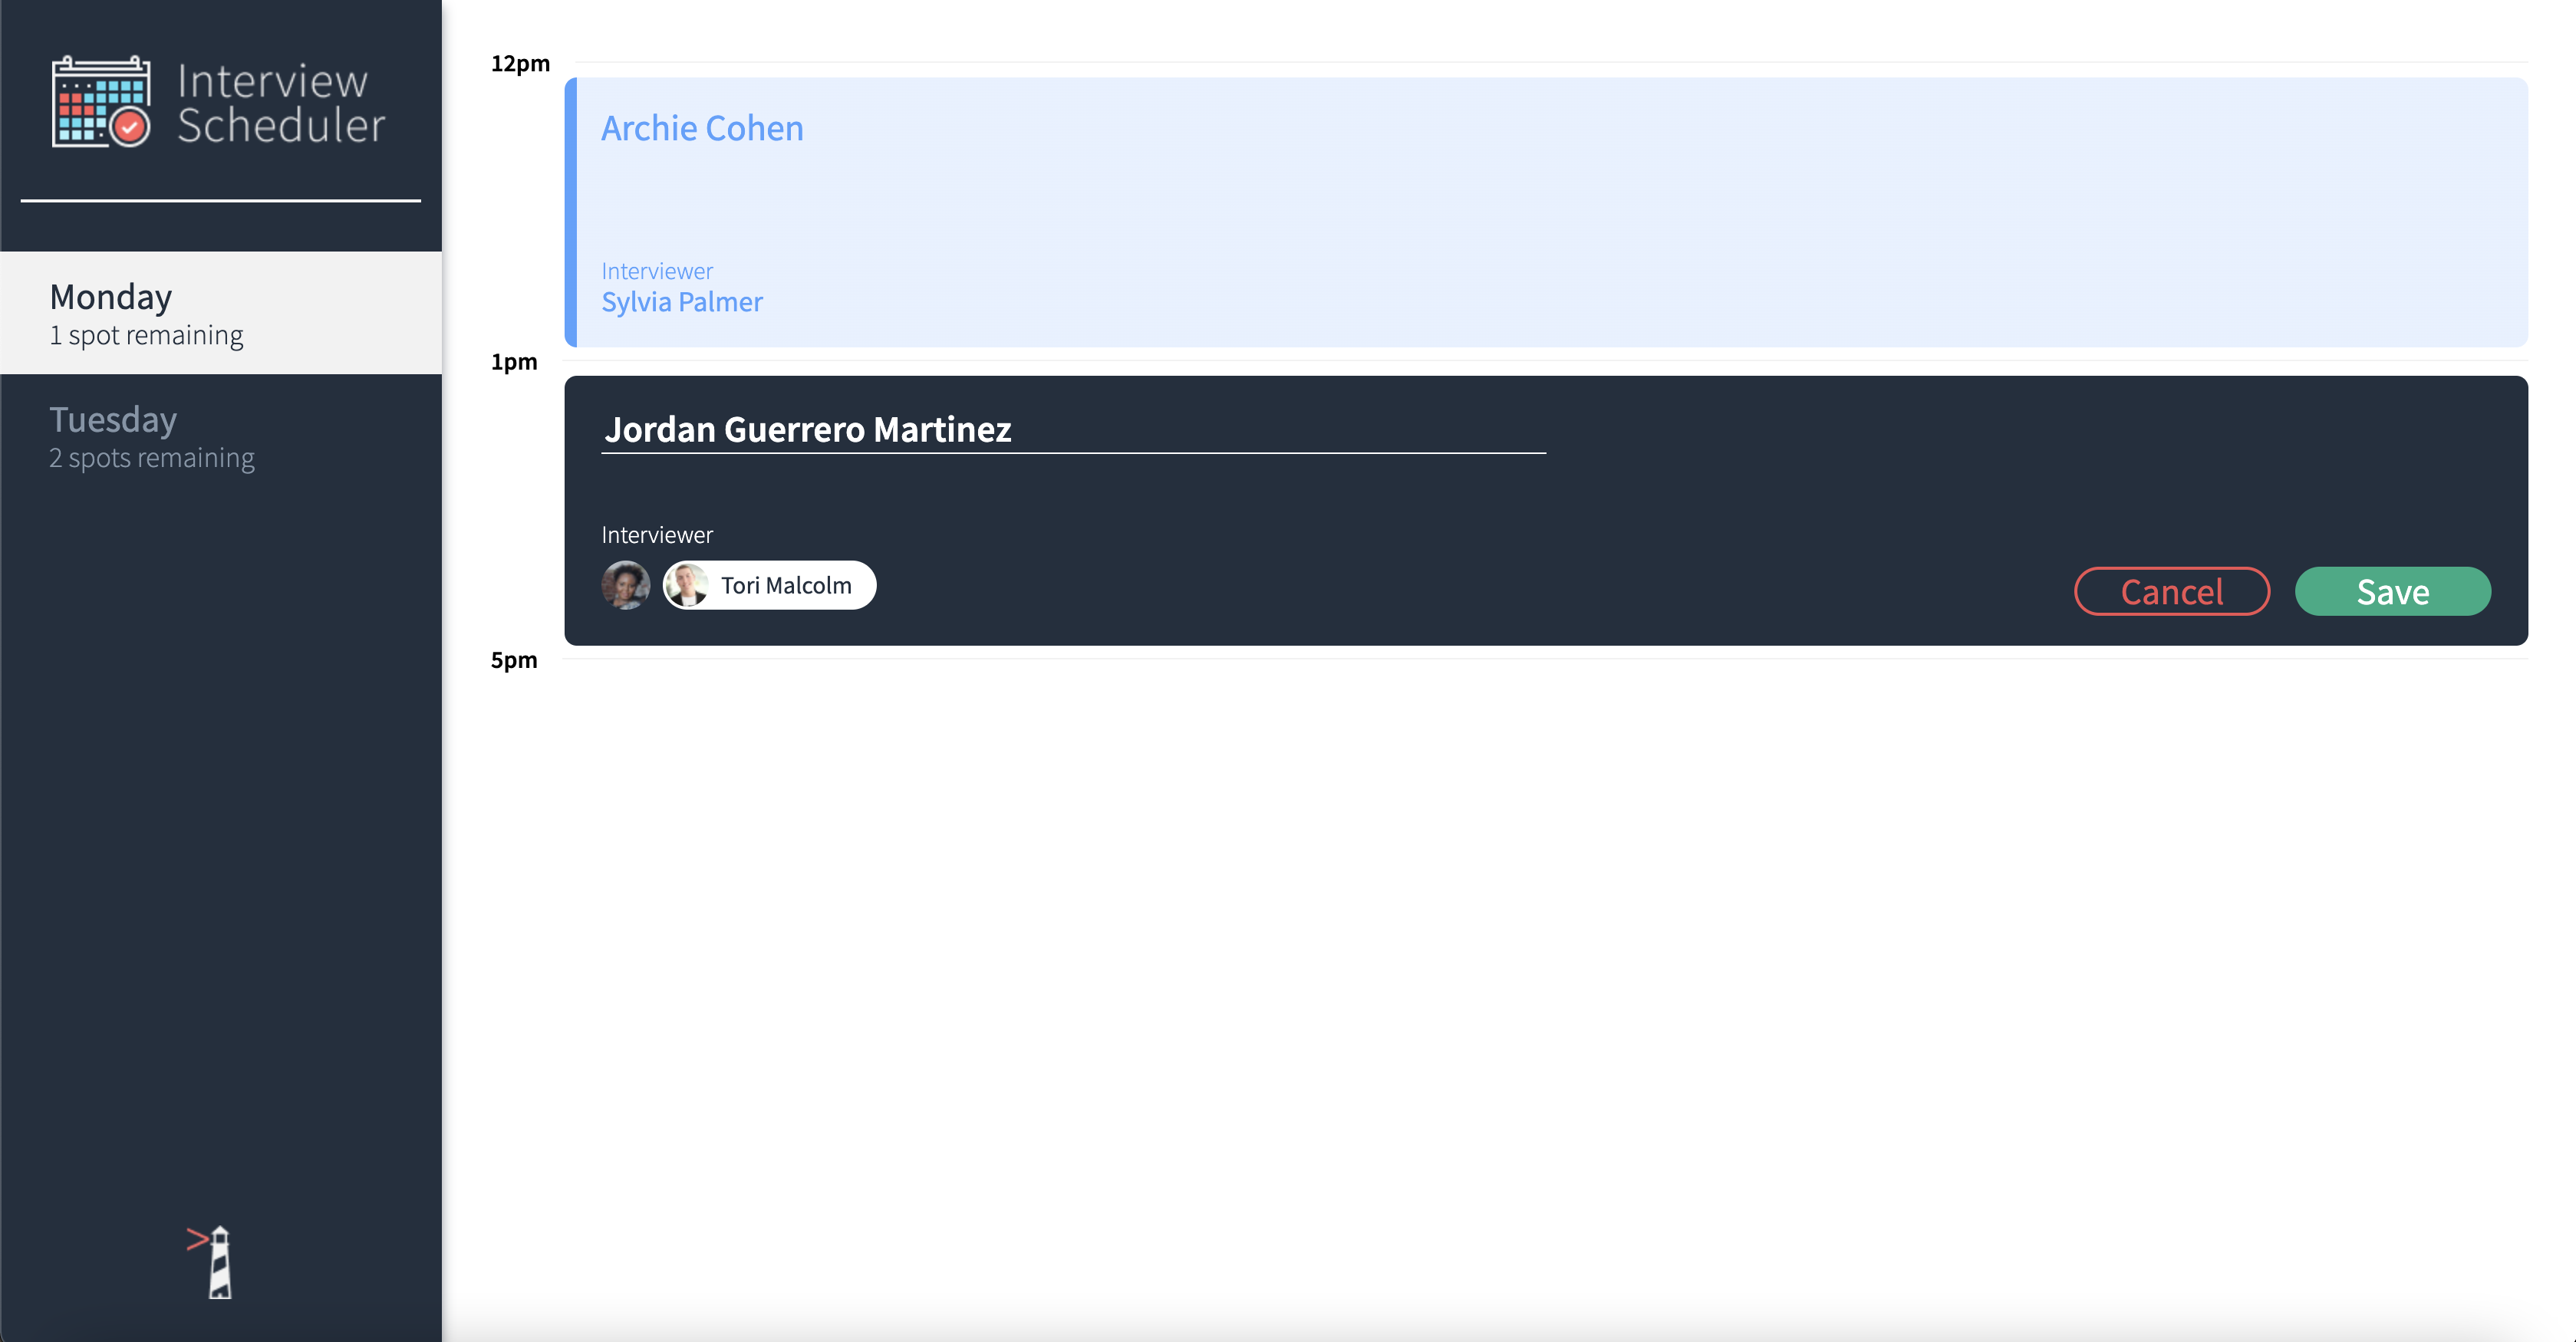 Interview
Scheduler
Monday
1 spot remaining
Tuesday
2 spots remaining
12pm
Archie Cohen
Interviewer
Sylvia Palmer
1pm
Jordan Guerrero Martinez
Interviewer
Tori Malcolm
Cancel
Save
5pm